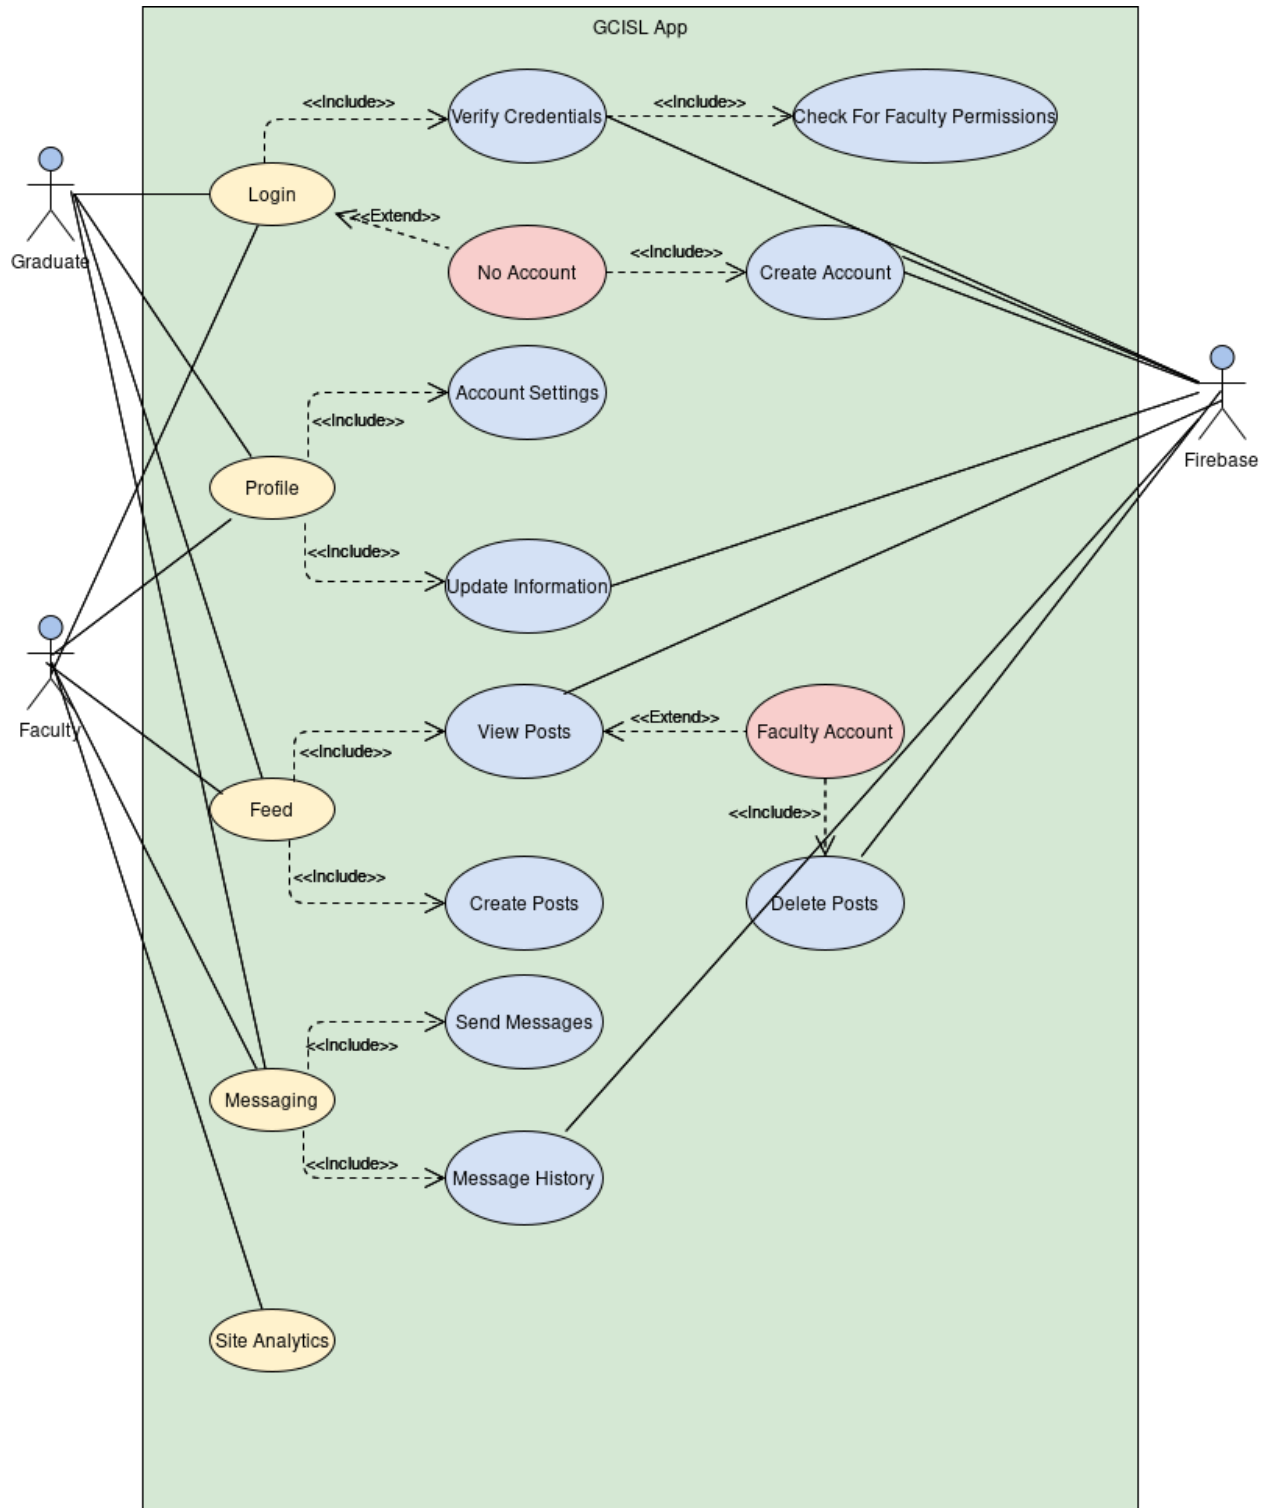 GCISL App
<<Include>>
Verify Credentials
<<Include>>
Check For Faculty Permissions
Graduate
Login
<<Extend>>
No Account
<<Include>>
Create Account
Account Settings
<<Include>>
Profile
<<Include>>
Update Information
Firebase
Faculty
View Posts
<<Include>>
<<Extend>>
Faculty Account
Feed
<<Include>>
<<Include>>
Create Posts
Delete Posts
Send Messages
<<Include>>
Messaging
<<Include>>
Message History
Site Analytics